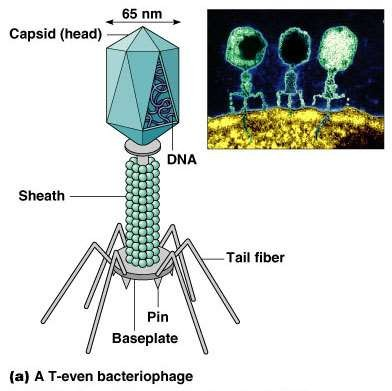 65 nm
Capsid (head)
DNA
Sheath
Tail fiber
Pin
Baseplate
(a) A T-even bacteriophage